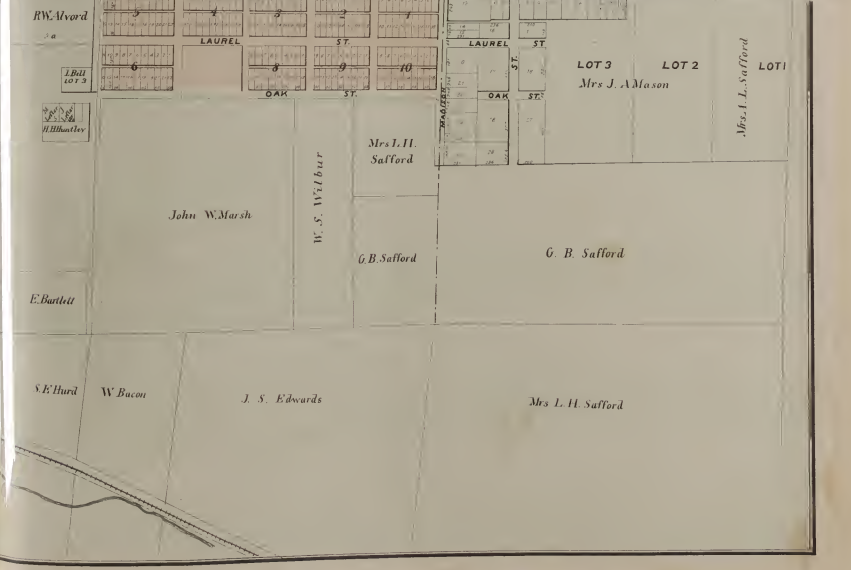 R.W. Alvord
5
4
3
2
1
LAUREL
ST.
LAUREL
ST.
I. Bill
LOT 3
6
8
9
10
OAK
ST.
MADISON
OAK
ST.
ST.
LOT 3
LOT 2
LOT 1
Mrs J. A Mason
Mrs. A. L. Safford
H.H Huntley
Mrs L. H.
Safford
John W. Marsh
W. S. Wilbur
G. B. Safford
G. B. Safford
E. Bartlett
S. F. Hurd
W. Bacon
J. S. Edwards
Mrs L. H. Safford